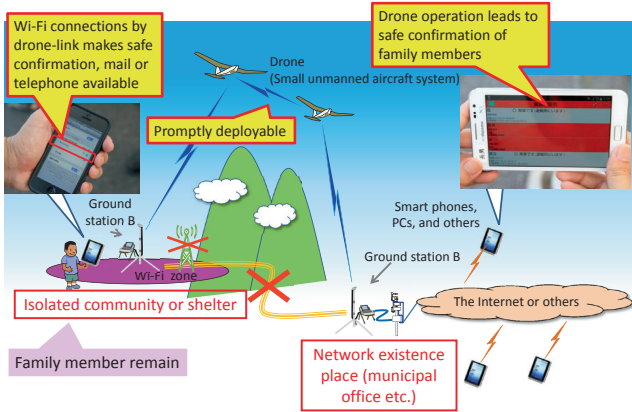 Wi-Fi connections by
drone-link makes safe
confirmation, mail or
telephone available
Drone
(Small unmanned aircraft system)
Drone operation leads to
safe confirmation of
family members
Promptly deployable
Ground
station B
Smart phones,
PCs, and others
Ground station B
Wi-Fi zone
Isolated community or shelter
The Internet or others
Family member remain
Network existence
place (municipal
office etc.)